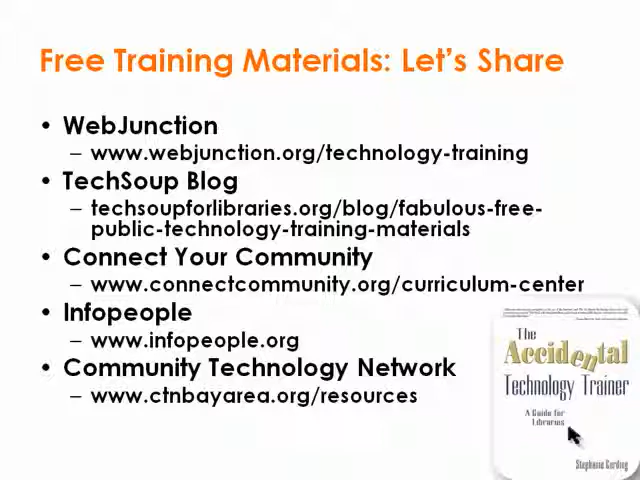 Free Training Materials: Let's Share
• WebJunction
– www.webjunction.org/technology-training
• TechSoup Blog
– techsoupforlibraries.org/blog/fabulous-free-
public-technology-training-materials
• Connect Your Community
– www.connectcommunity.org/curriculum-center
• Infopeople
– www.infopeople.org
• Community Technology Network
– www.ctnbayarea.org/resources
The
Accidental
Technology Trainer
A Guide for
Libraries
Stephanie Gerding